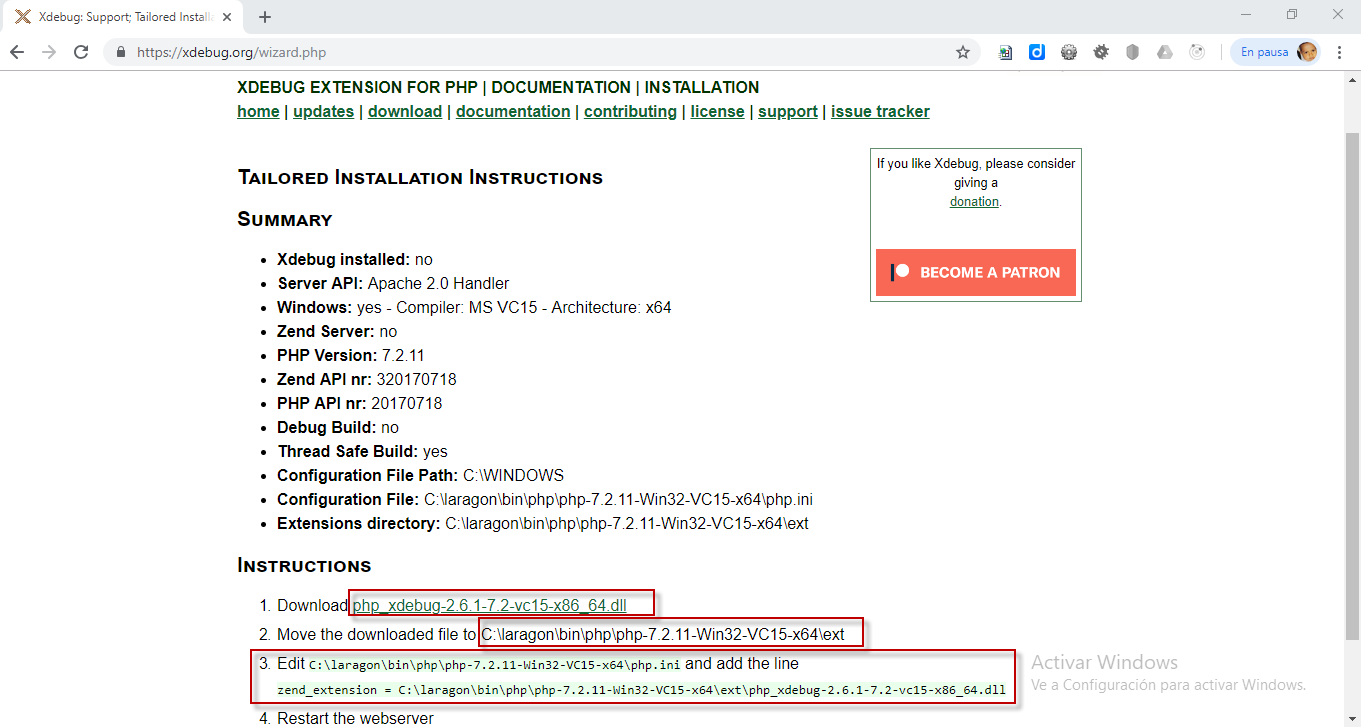 Xdebug: Support; Tailored Installa
https://xdebug.org/wizard.php
En pausa
XDEBUG EXTENSION FOR PHP | DOCUMENTATION | INSTALLATION
home | updates | download | documentation | contributing | license | support | issue tracker
If you like Xdebug, please consider
giving a
donation.
BECOME A PATRON
TAILORED INSTALLATION INSTRUCTIONS
SUMMARY
• Xdebug installed: no
• Server API: Apache 2.0 Handler
• Windows: yes - Compiler: MS VC15 - Architecture: x64
• Zend Server: no
• PHP Version: 7.2.11
• Zend API nr: 320170718
• PHP API nr: 20170718
• Debug Build: no
• Thread Safe Build: yes
• Configuration File Path: C:\WINDOWS
• Configuration File: C:\laragon\bin\php\php-7.2.11-Win32-VC15-x64\php.ini
• Extensions directory: C:\laragon\bin\php\php-7.2.11-Win32-VC15-x64\ext
INSTRUCTIONS
1. Download php_xdebug-2.6.1-7.2-vc15-x86_64.dll
2. Move the downloaded file to C:\laragon\bin\php\php-7.2.11-Win32-VC15-x64\ext
3. Edit C:\laragon\bin\php\php-7.2.11-Win32-VC15-x64\php.ini and add the line
zend_extension = C:\laragon\bin\php\php-7.2.11-Win32-VC15-x64\ext\php_xdebug-2.6.1-7.2-vc15-x86_64.dll
4. Restart the webserver
Activar Windows
Ve a Configuración para activar Windows.